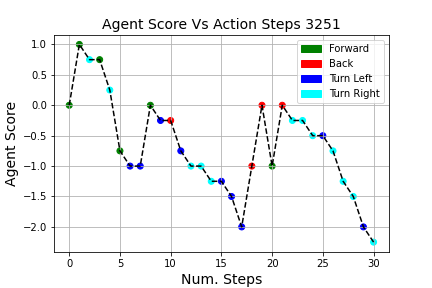 Agent Score Vs Action Steps 3251
Agent Score
1.0
0.5
0.0
−0.5
−1.0
−1.5
−2.0
Forward
Back
Turn Left
Turn Right
0 5 10 15 20 25 30
Num. Steps